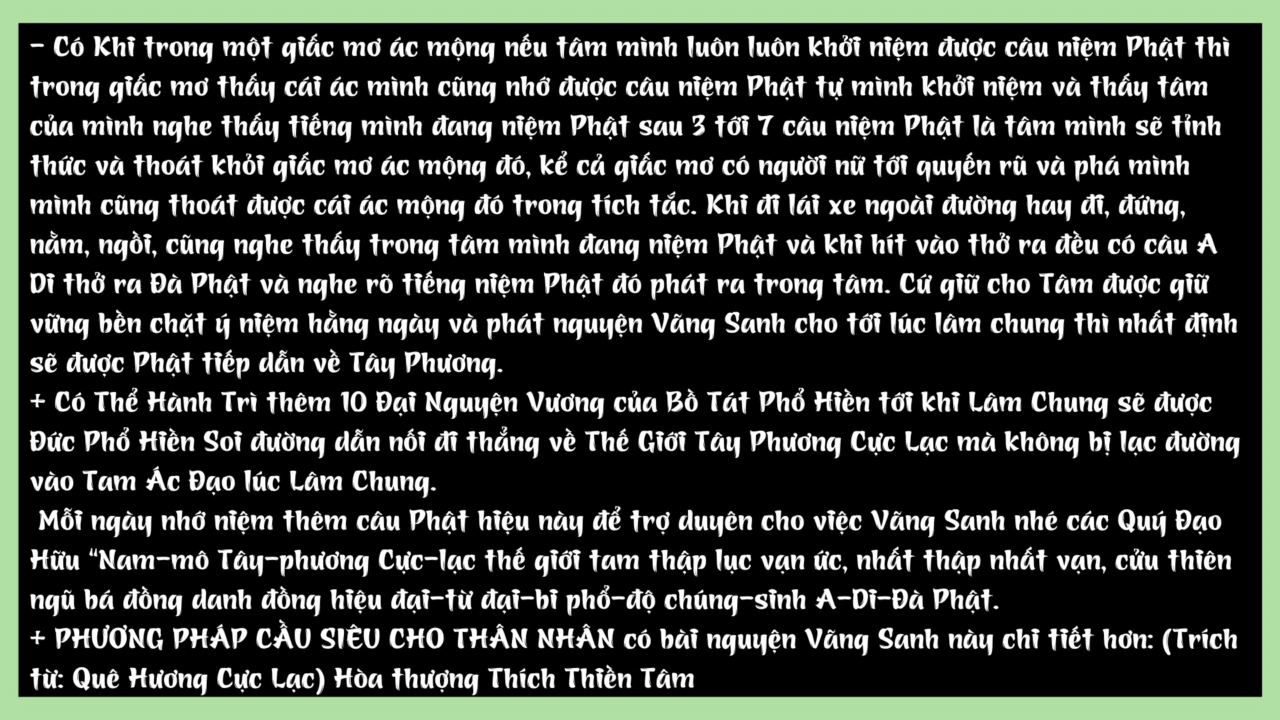 - Có Khi trong một giấc mơ ác mộng nếu tâm mình luôn luôn khởi niệm được câu niệm Phật thì
trong giấc mơ thấy cái ác mình cũng nhớ được câu niệm Phật tự mình khởi niệm và thấy tâm
của mình nghe thấy tiếng mình đang niệm Phật sau 3 tới 7 câu niệm Phật là tâm mình sẽ tỉnh
thức và thoát khỏi giấc mơ ác mộng đó, kể cả giấc mơ có người nữ tới quyến rũ và phá mình
mình cũng thoát được cái ác mộng đó trong tích tắc. Khi đi lái xe ngoài đường hay đi, đứng,
nằm, ngồi, cũng nghe thấy trong tâm mình đang niệm Phật và khi hít vào thở ra đều có câu A
Di thở ra Đà Phật và nghe rõ tiếng niệm Phật đó phát ra trong tâm. Cứ giữ cho Tâm được giữ
vững bền chặt ý niệm hằng ngày và phát nguyện Vãng Sanh cho tới lúc lâm chung thì nhất định
sẽ được Phật tiếp dẫn về Tây Phương.
+ Có Thể Hành Trì thêm 10 Đại Nguyện Vương của Bồ Tát Phổ Hiền tới khi Lâm Chung sẽ được
Đức Phổ Hiền Soi đường dẫn nối đi thẳng về Thế Giới Tây Phương Cực Lạc mà không bị lạc đường
vào Tam Ác Đạo lúc Lâm Chung.
Mỗi ngày nhớ niệm thêm câu Phật hiệu này để trợ duyên cho việc Vãng Sanh nhé các Quý Đạo
Hữu "Nam-mô Tây-phương Cực-lạc thế giới tam thập lục vạn ức, nhất thập nhất vạn, cửu thiên
ngũ bá đồng danh đồng hiệu đại-từ đại-bi phổ-độ chúng-sinh A-Di-Đà Phật.
+ PHƯƠNG PHÁP CẦU SIÊU CHO THÂN NHÂN có bài nguyện Vãng Sanh này chi tiết hơn: (Trích
từ: Quê Hương Cực Lạc) Hòa thượng Thích Thiền Tâm